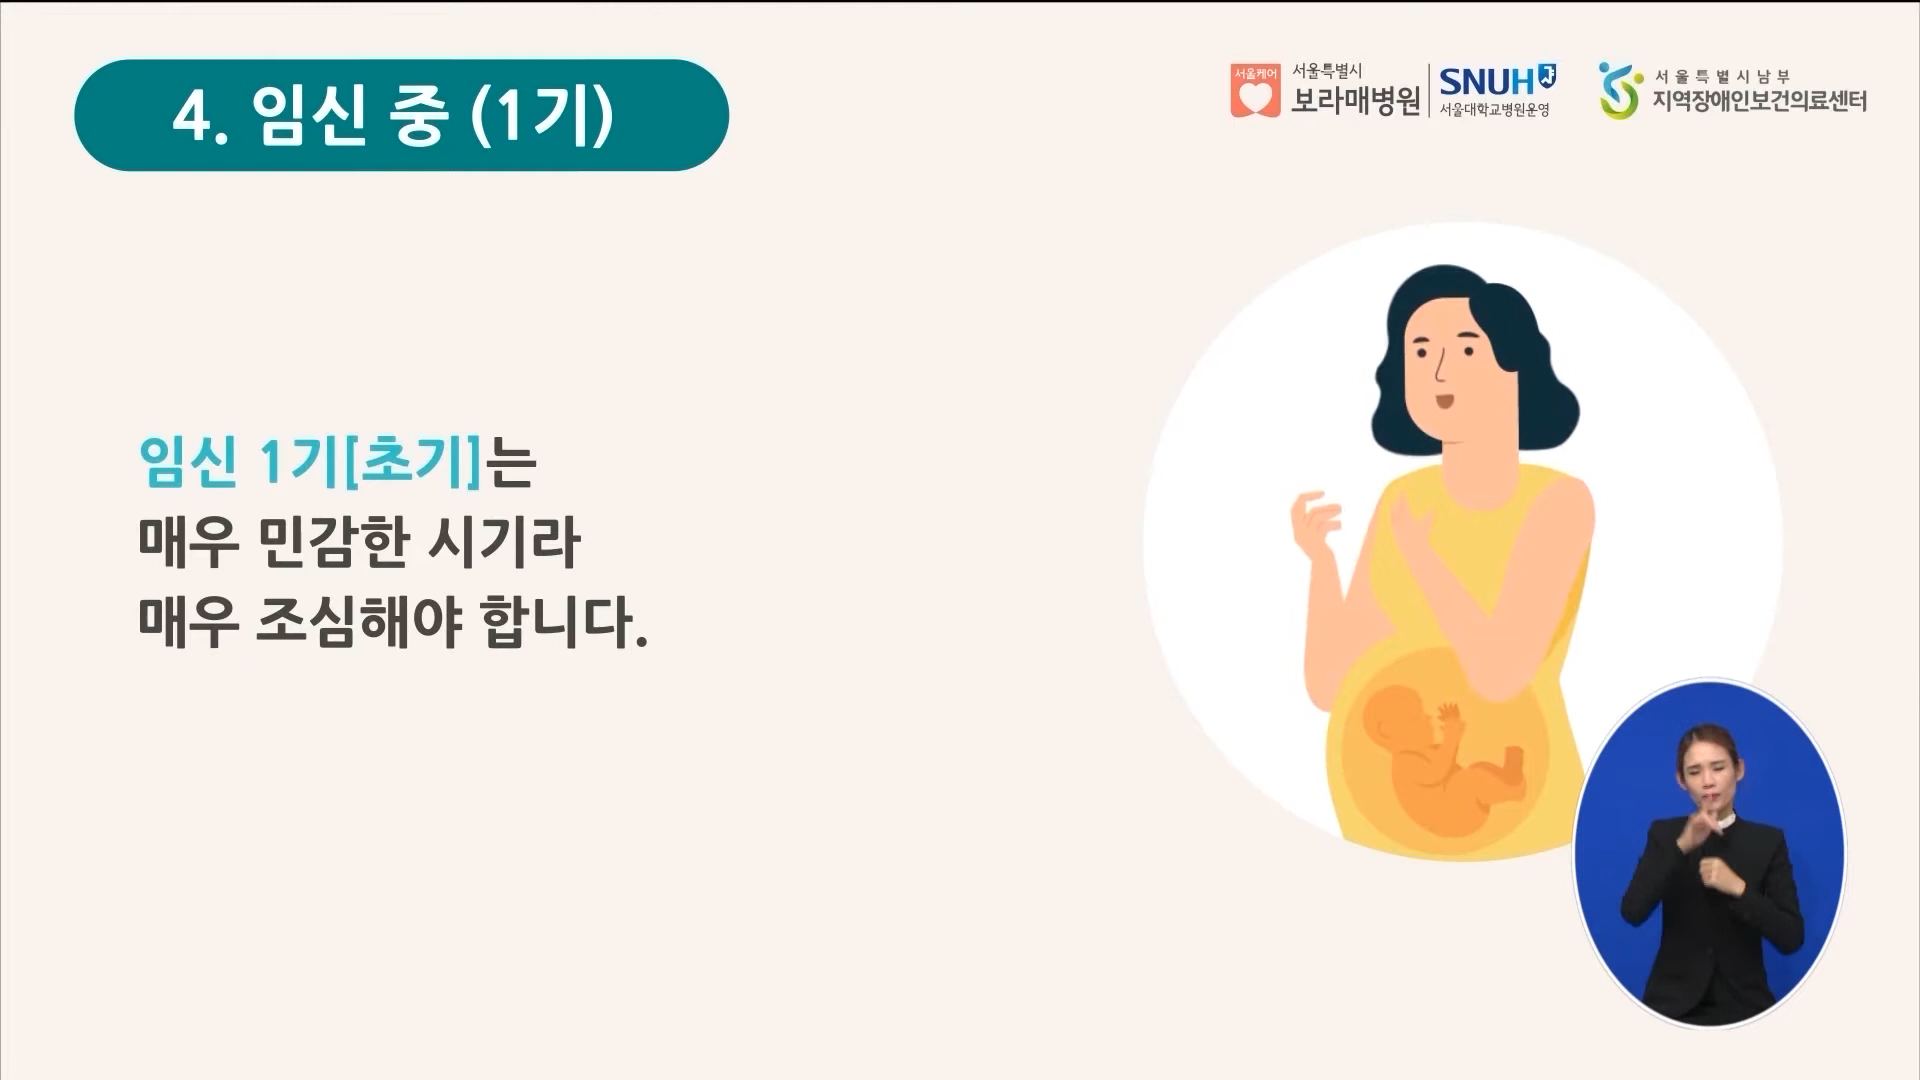 4. 임신 중 (1기)
서울케어
서울특별시
보라매병원
SNUH
서울대학교병원운영
서울특별시남부
지역장애인보건의료센터
임신 1기[초기]는
매우 민감한 시기라
매우 조심해야 합니다.